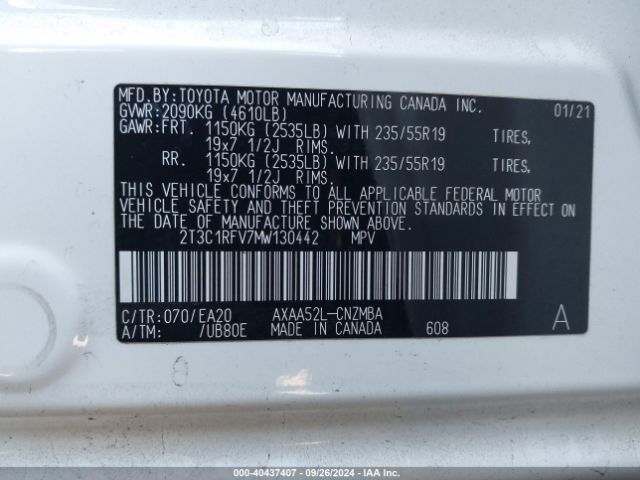 MFD.BY:TOYOTA MOTOR MANUFACTURING CANADA INC. 01/21
GVWR:2090KG (4610LB)
GAWR:FRT. 1150KG (2535LB) WITH 235/55R19 TIRES,
19x7 1/2J RIMS.
RR. 1150KG (2535LB) WITH 235/55R19 TIRES,
19x7 1/2J RIMS.
THIS VEHICLE CONFORMS TO ALL APPLICABLE FEDERAL MOTOR
VEHICLE SAFETY AND THEFT PREVENTION STANDARDS IN EFFECT ON
THE DATE OF MANUFACTURE SHOWN ABOVE.
2T3C1RFV7MW130442 MPV
C/TR:070/EA20 AXAA52L-CNZMBA A
A/TM: /UB80E MADE IN CANADA 608
000-40437407 - 09/26/2024 - IAAI.COM